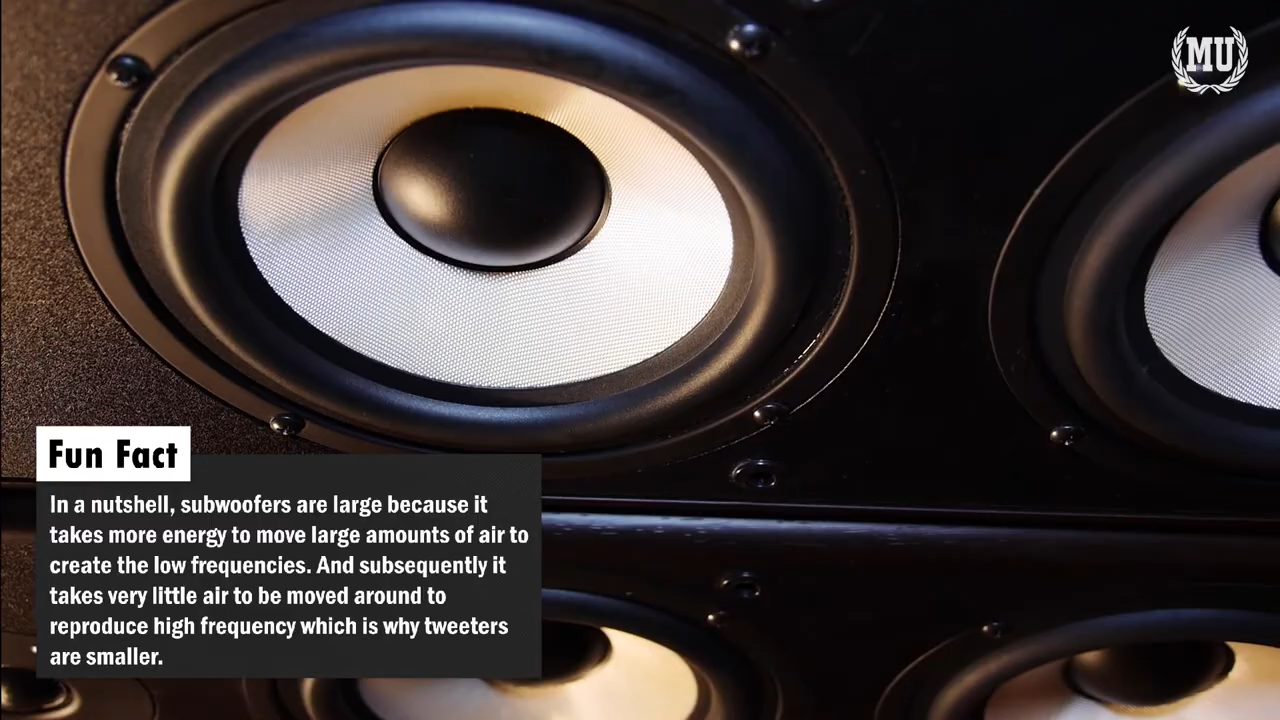 MU
Fun Fact
In a nutshell, subwoofers are large because it
takes more energy to move large amounts of air to
create the low frequencies. And subsequently it
takes very little air to be moved around to
reproduce high frequency which is why tweeters
are smaller.